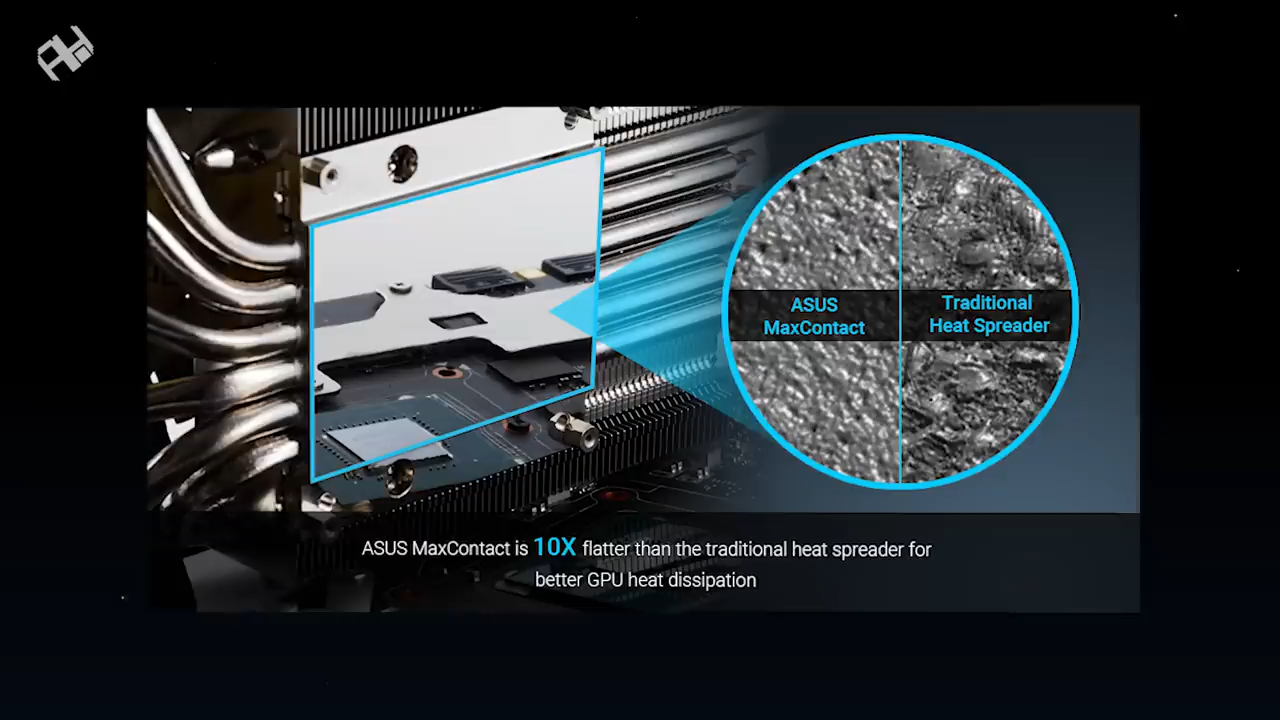 ASUS
MaxContact
Traditional
Heat Spreader
ASUS MaxContact is 10X flatter than the traditional heat spreader for
better GPU heat dissipation